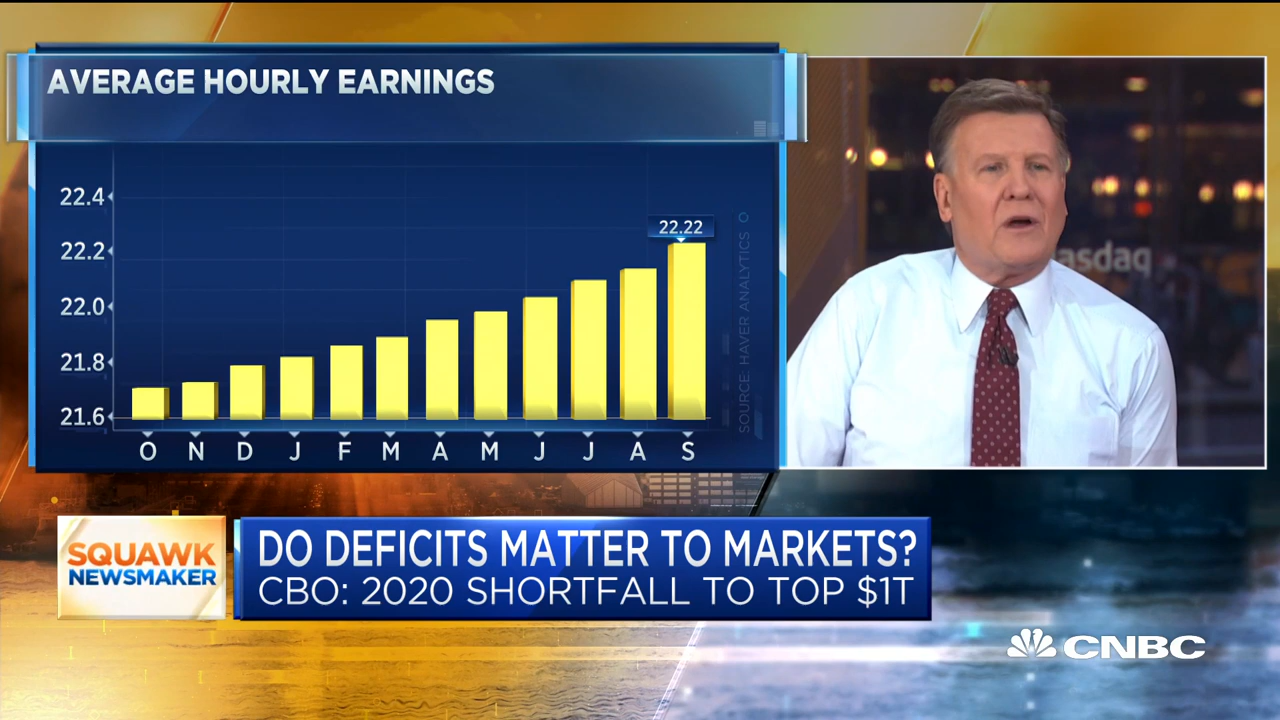 AVERAGE HOURLY EARNINGS
22.4
22.2
22.0
21.8
21.6
22.22
O N D J F M A M J J A S
SOURCE: HAVER ANALYTICS
asdaq
SQUAWK
NEWSMAKER
DO DEFICITS MATTER TO MARKETS?
CBO: 2020 SHORTFALL TO TOP $1T
CNBC